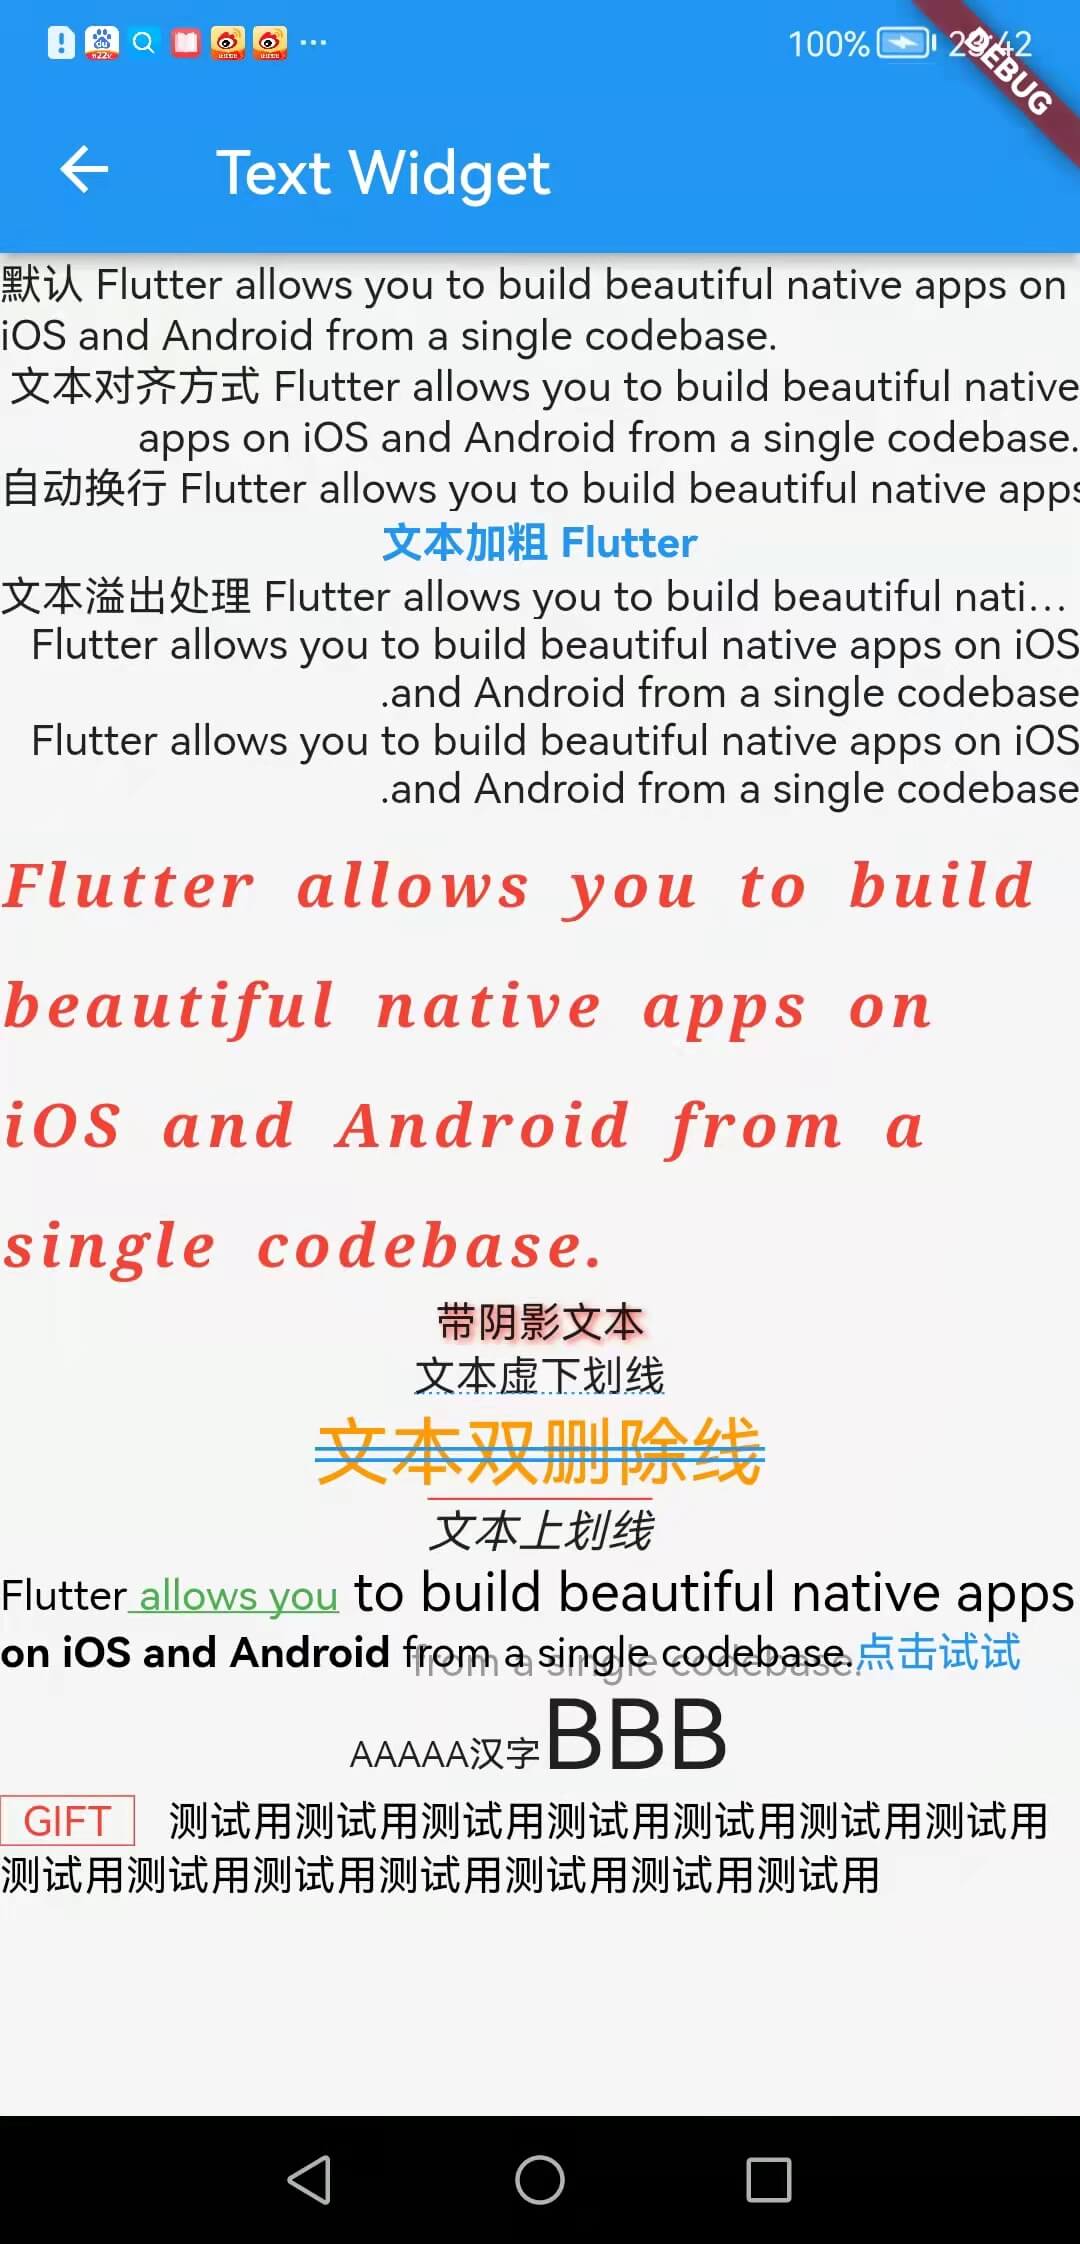 100%
DEBUG
Text Widget
默认 Flutter allows you to build beautiful native apps on
iOS and Android from a single codebase.
文本对齐方式 Flutter allows you to build beautiful native
apps on iOS and Android from a single codebase.
自动换行 Flutter allows you to build beautiful native apps
文本加粗 Flutter
文本溢出处理 Flutter allows you to build beautiful nati…
Flutter allows you to build beautiful native apps on iOS
.and Android from a single codebase
Flutter allows you to build beautiful native apps on iOS
.and Android from a single codebase
Flutter allows you to build
beautiful native apps on
iOS and Android from a
single codebase.
带阴影文本
文本虚下划线
文本双删除线
文本上划线
Flutter allows you to build beautiful native apps
on iOS and Android from a single codebase.点击试试
AAAAA汉字BBB
GIFT 测试用测试用测试用测试用测试用测试用测试用
测试用测试用测试用测试用测试用测试用测试用